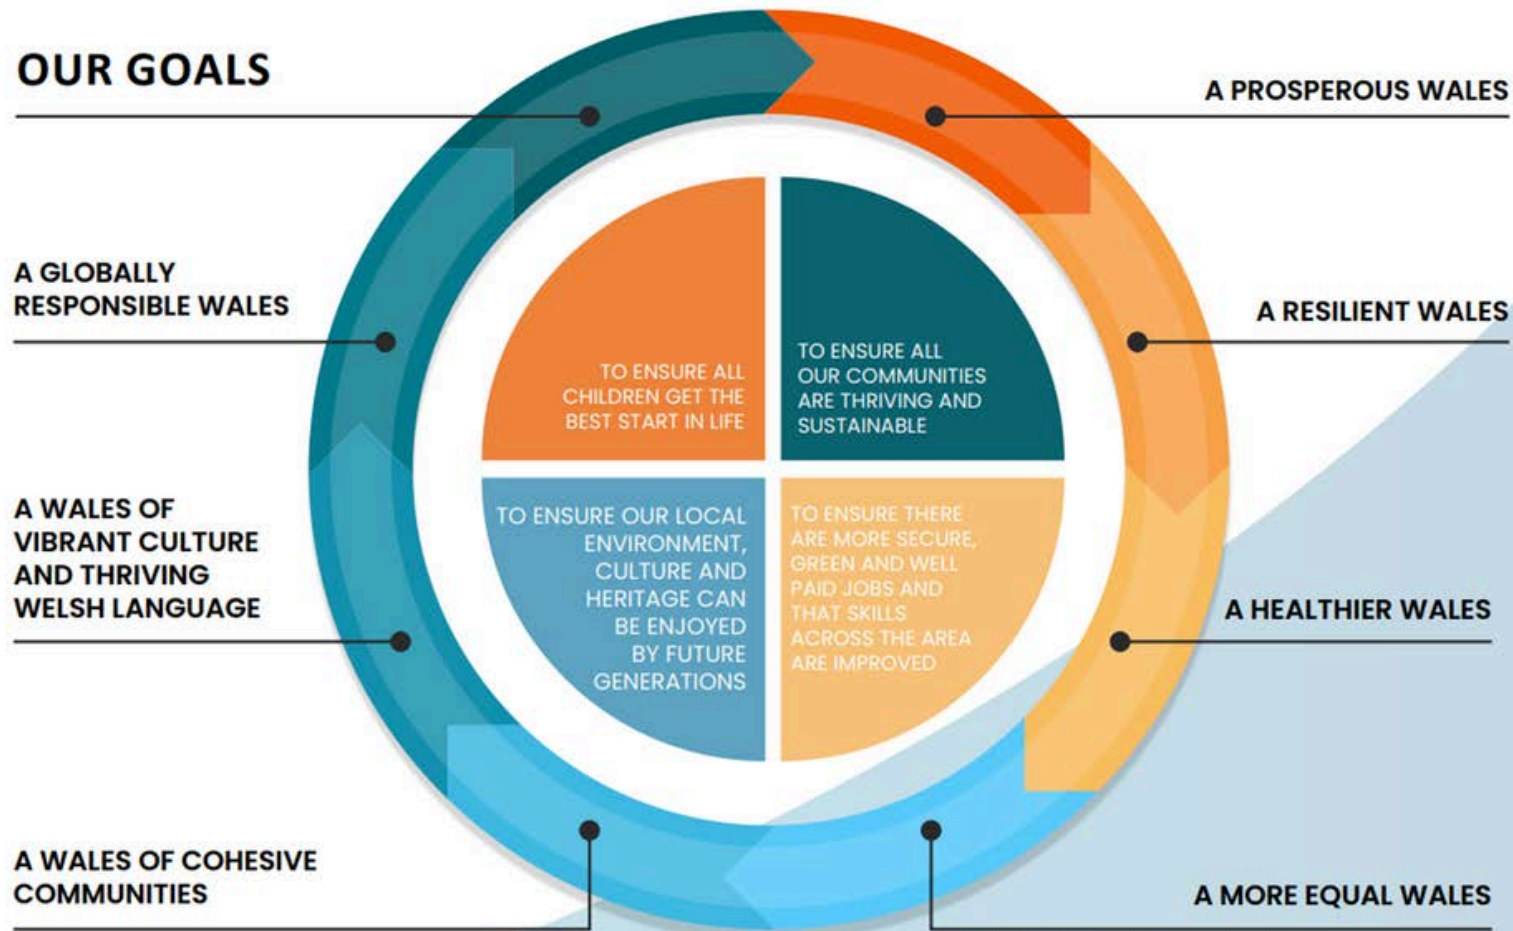 OUR GOALS
A PROSPEROUS WALES
A RESILIENT WALES
A HEALTHIER WALES
A MORE EQUAL WALES
A WALES OF COHESIVE
COMMUNITIES
A WALES OF
VIBRANT CULTURE
AND THRIVING
WELSH LANGUAGE
A GLOBALLY
RESPONSIBLE WALES
TO ENSURE ALL
CHILDREN GET THE
BEST START IN LIFE
TO ENSURE ALL
OUR COMMUNITIES
ARE THRIVING AND
SUSTAINABLE
TO ENSURE OUR LOCAL
ENVIRONMENT,
CULTURE AND
HERITAGE CAN
BE ENJOYED
BY FUTURE
GENERATIONS
TO ENSURE THERE
ARE MORE SECURE,
GREEN AND WELL
PAID JOBS AND
THAT SKILLS
ACROSS THE AREA
ARE IMPROVED